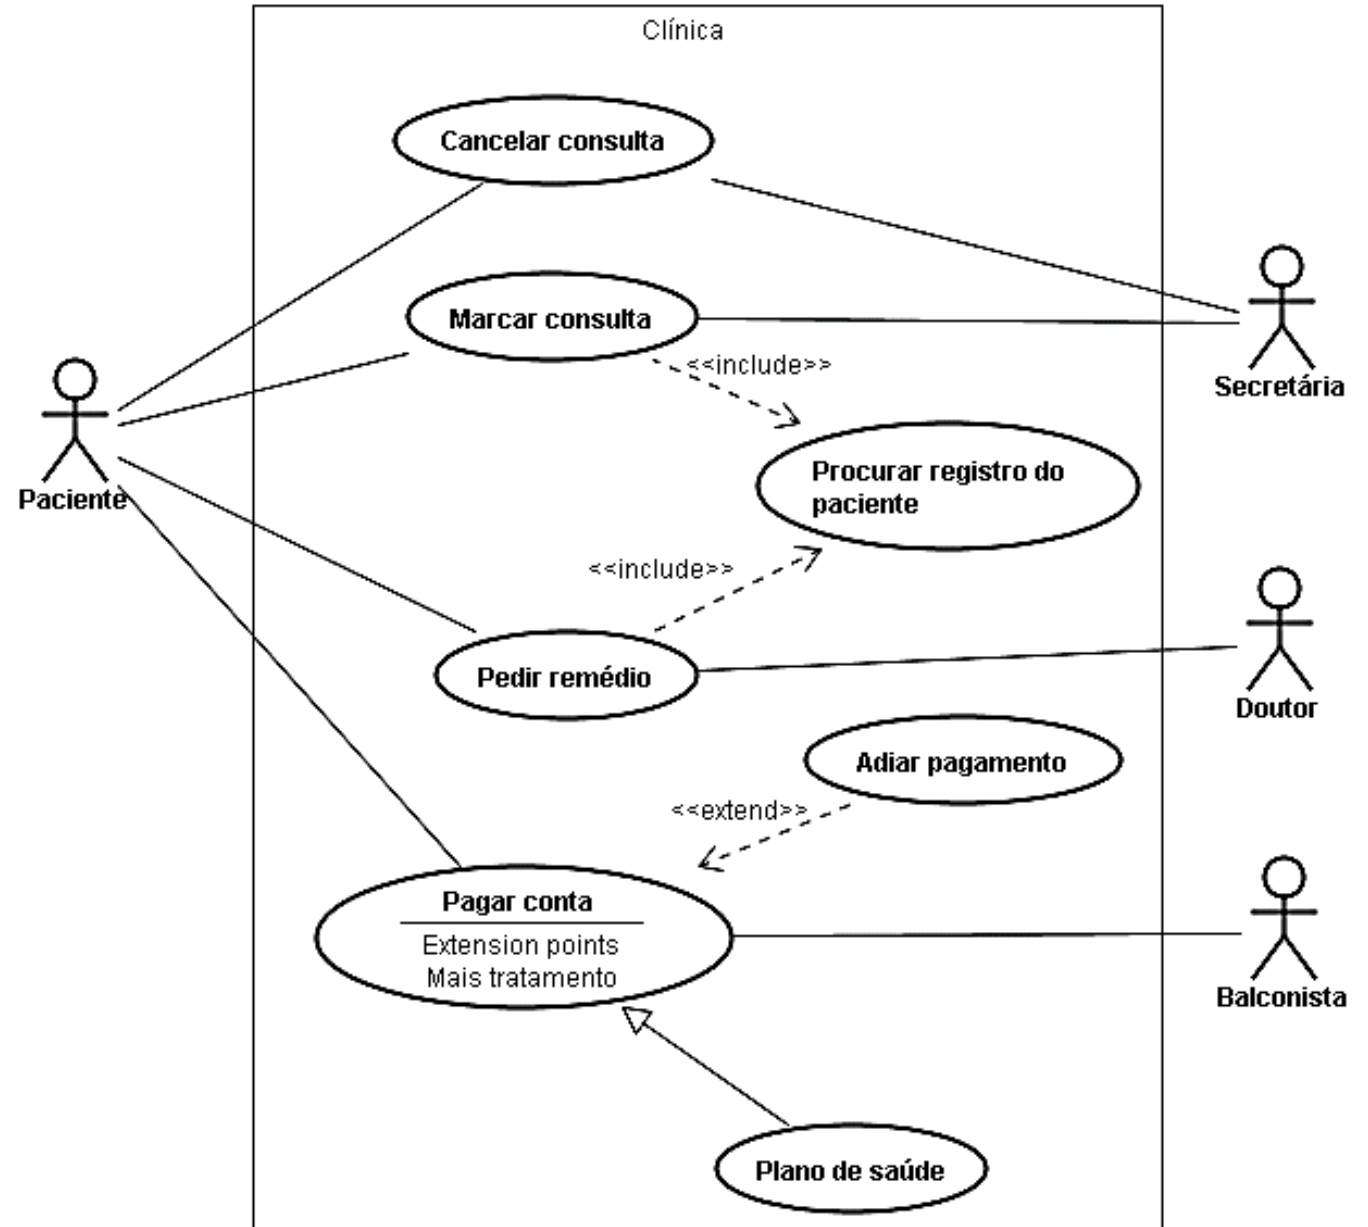 Clínica
Cancelar consulta
Marcar consulta
<<include>>
Secretária
Procurar registro do
paciente
Paciente
<<include>>
Pedir remédio
Doutor
Adiar pagamento
<<extend>>
Pagar conta
Extension points
Mais tratamento
Balconista
Plano de saúde